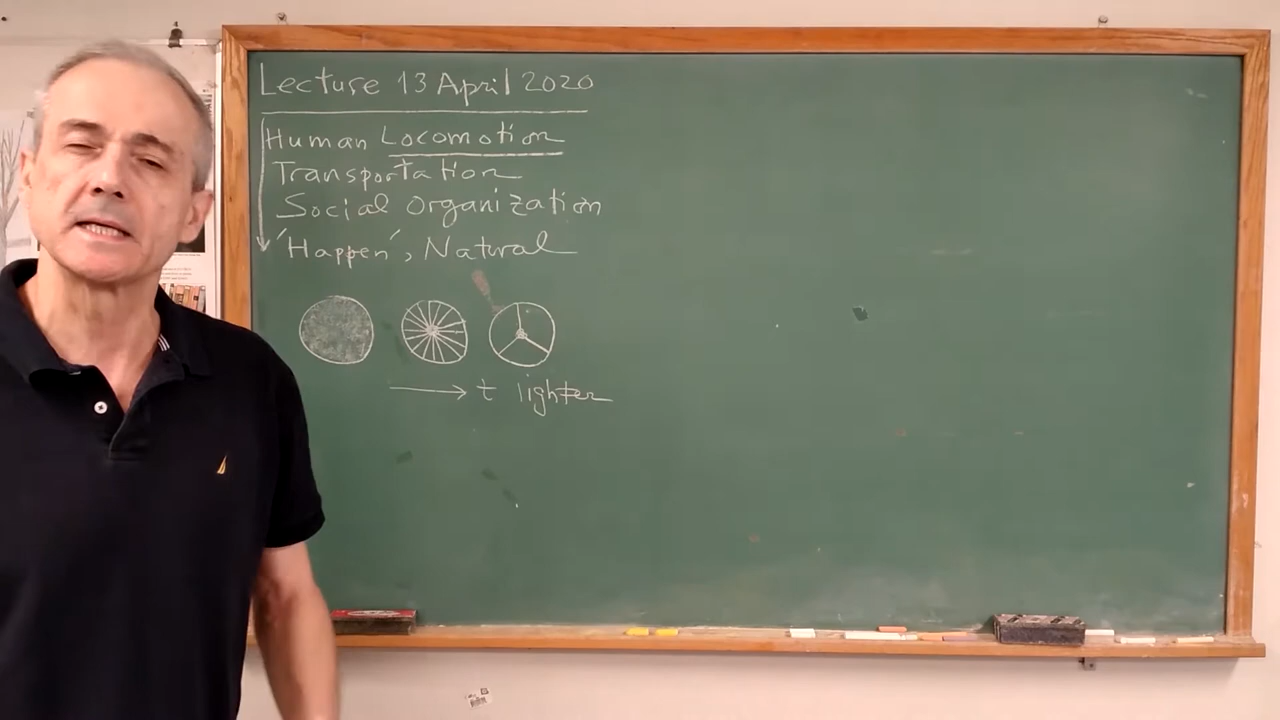 Lecture 13 April 2020
Human Locomotion
Transportation
Social Organization
'Happen', Natural
t lighter